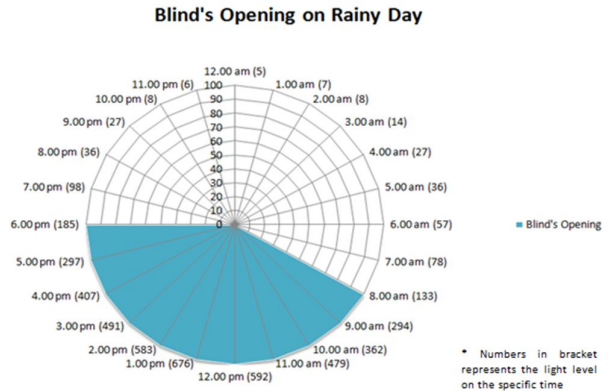 Blind's Opening on Rainy Day
12.00 am (5)
1.00 am (7)
2.00 am (8)
3.00 am (14)
4.00 am (27)
5.00 am (36)
6.00 am (57)
7.00 am (78)
8.00 am (133)
9.00 am (294)
10.00 am (362)
11.00 am (479)
12.00 pm (592)
1.00 pm (676)
2.00 pm (583)
3.00 pm (491)
4.00 pm (407)
5.00 pm (297)
6.00 pm (185)
7.00 pm (98)
8.00 pm (36)
9.00 pm (27)
10.00 pm (8)
11.00 pm (6)
100
90
80
70
60
50
40
30
20
10
0
Blind's Opening
* Numbers in bracket
represents the light level
on the specific time